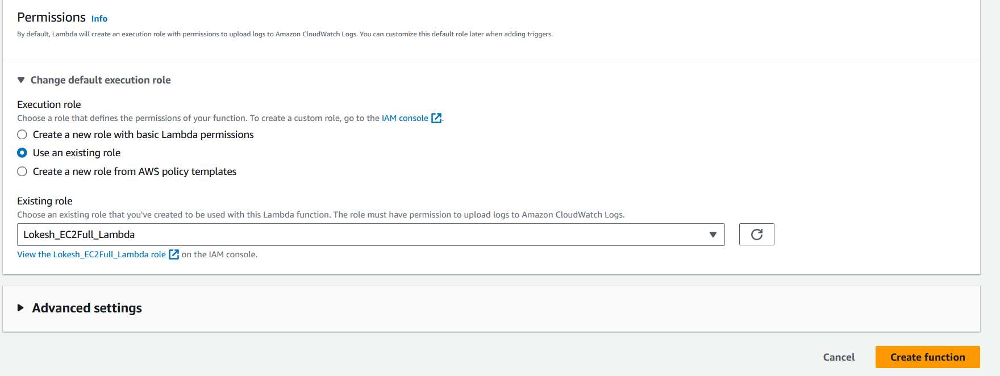 Permissions Info
By default, Lambda will create an execution role with permissions to upload logs to Amazon CloudWatch Logs. You can customize this default role later when adding triggers.
Change default execution role
Execution role
Choose a role that defines the permissions of your function. To create a custom role, go to the IAM console.
Create a new role with basic Lambda permissions
Use an existing role
Create a new role from AWS policy templates
Existing role
Choose an existing role that you've created to be used with this Lambda function. The role must have permission to upload logs to Amazon CloudWatch Logs.
Lokesh_EC2Full_Lambda
View the Lokesh_EC2Full_Lambda role on the IAM console.
Advanced settings
Cancel Create function